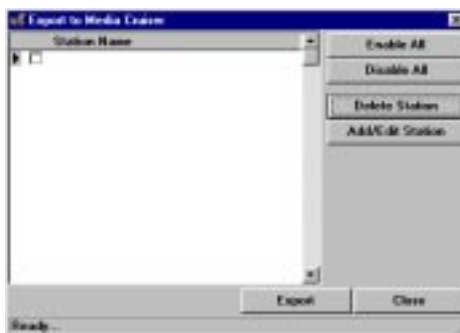 Export to Media Cruiser
Station Name
Enable All
Disable All
Delete Station
Add/Edit Station
Export
Close
Ready...